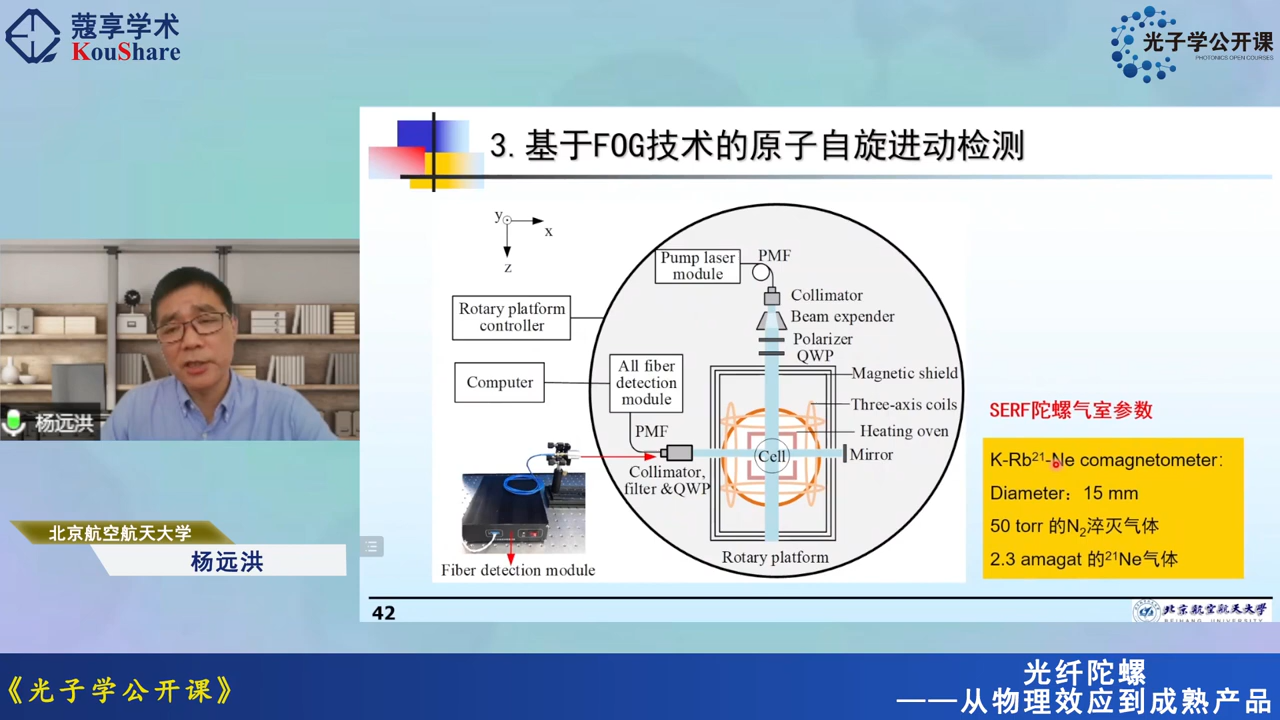 蔻享学术
KouShare
光子学公开课
PHOTONICS OPEN COURSES
3. 基于FOG技术的原子自旋进动检测
y
x
z
Pump laser
module
PMF
Collimator
Beam expender
Polarizer
QWP
Rotary platform
controller
All fiber
detection
module
Computer
Magnetic shield
Three-axis coils
Heating oven
PMF
Cell
Mirror
Collimator,
filter &QWP
Rotary platform
Fiber detection module
SERF陀螺气室参数
K-Rb²¹-Ne comagnetometer:
Diameter: 15 mm
50 torr 的N₂淬灭气体
2.3 amagat 的²¹Ne气体
杨远洪
北京航空航天大学
杨远洪
42
北京航空航天大学
BEIHANG UNIVERSITY
《光子学公开课》
光纤陀螺
——从物理效应到成熟产品